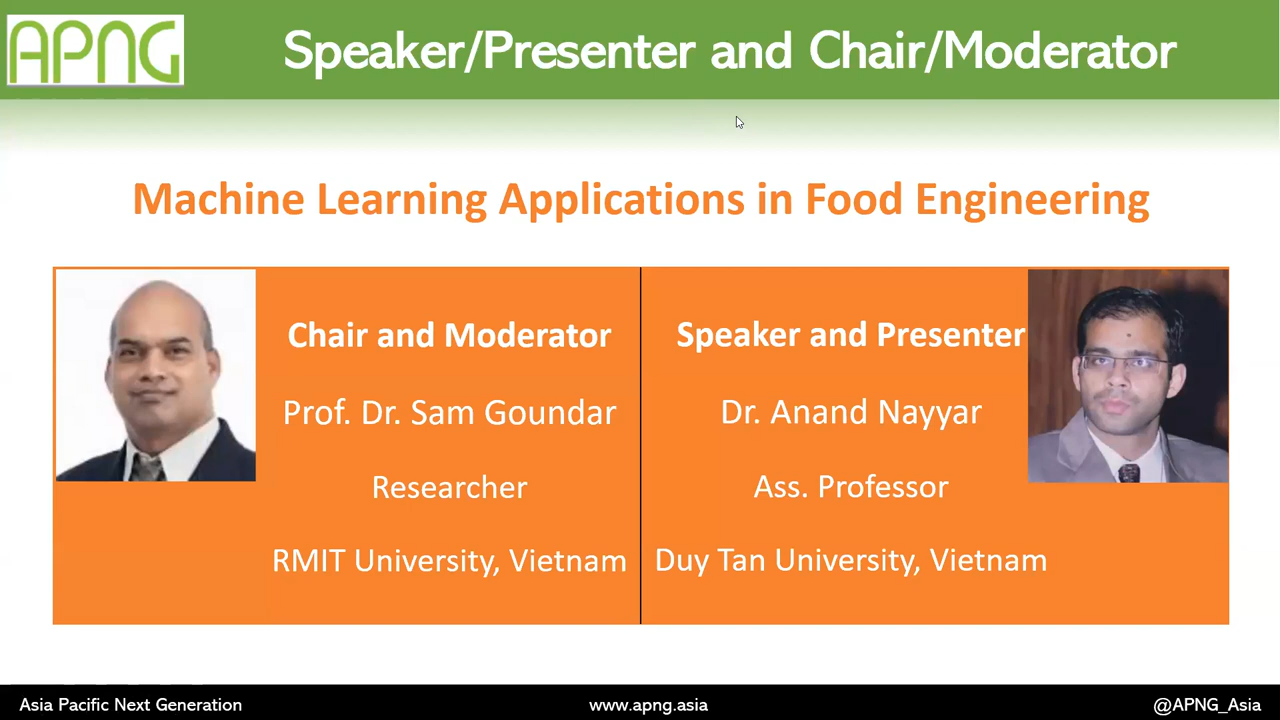 APNG
Speaker/Presenter and Chair/Moderator
Machine Learning Applications in Food Engineering
Chair and Moderator
Prof. Dr. Sam Goundar
Researcher
RMIT University, Vietnam
Speaker and Presenter
Dr. Anand Nayyar
Ass. Professor
Duy Tan University, Vietnam
Asia Pacific Next Generation
www.apng.asia
@APNG_Asia